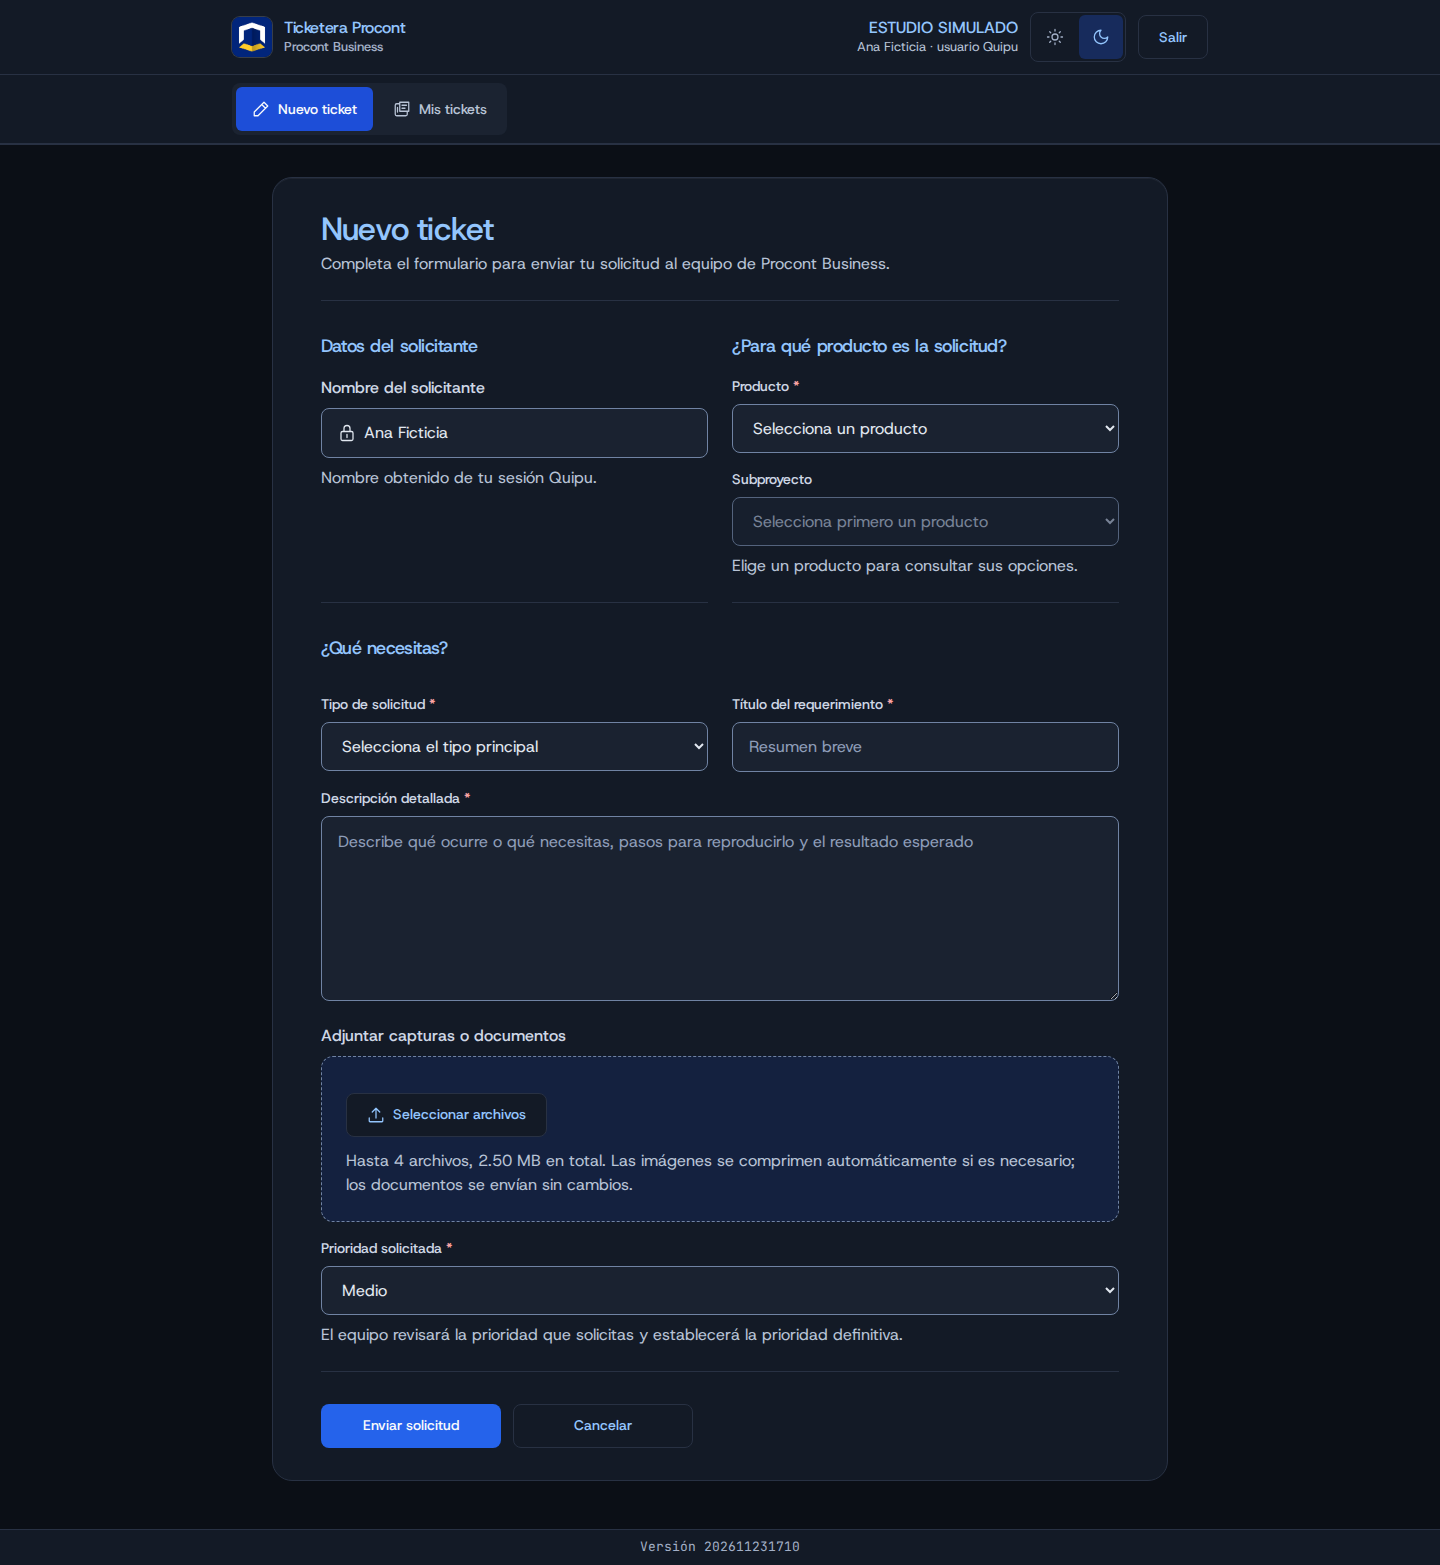 Ticketera Procont
Procont Business
ESTUDIO SIMULADO
Ana Ficticia · usuario Quipu
Salir
Nuevo ticket
Mis tickets
Nuevo ticket
Completa el formulario para enviar tu solicitud al equipo de Procont Business.
Datos del solicitante
Nombre del solicitante
Ana Ficticia
Nombre obtenido de tu sesión Quipu.
¿Para qué producto es la solicitud?
Producto *
Selecciona un producto
Subproyecto
Selecciona primero un producto
Elige un producto para consultar sus opciones.
¿Qué necesitas?
Tipo de solicitud *
Selecciona el tipo principal
Título del requerimiento *
Resumen breve
Descripción detallada *
Describe qué ocurre o qué necesitas, pasos para reproducirlo y el resultado esperado
Adjuntar capturas o documentos
Seleccionar archivos
Hasta 4 archivos, 2.50 MB en total. Las imágenes se comprimen automáticamente si es necesario;
los documentos se envían sin cambios.
Prioridad solicitada *
Medio
El equipo revisará la prioridad que solicitas y establecerá la prioridad definitiva.
Enviar solicitud
Cancelar
Versión 202611231710